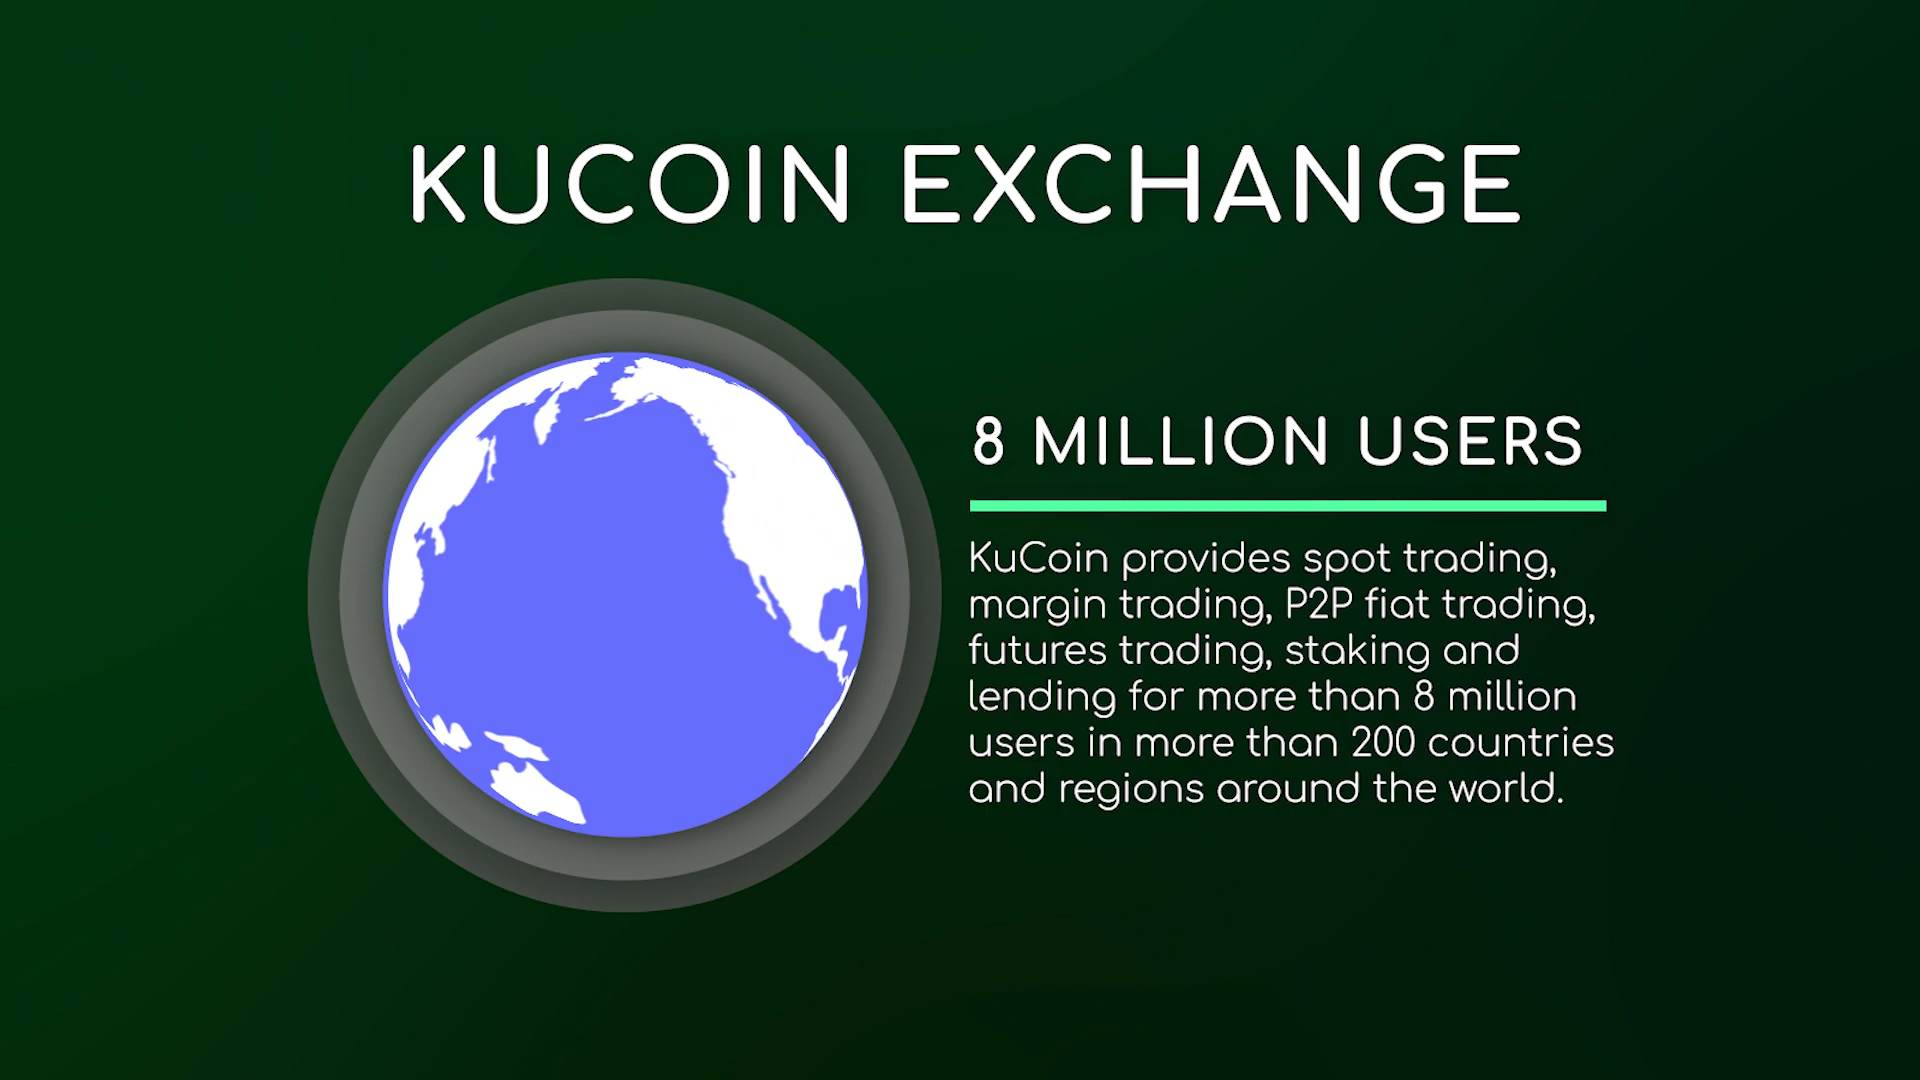 KUCOIN EXCHANGE
8 MILLION USERS
KuCoin provides spot trading,
margin trading, P2P fiat trading,
futures trading, staking and
lending for more than 8 million
users in more than 200 countries
and regions around the world.